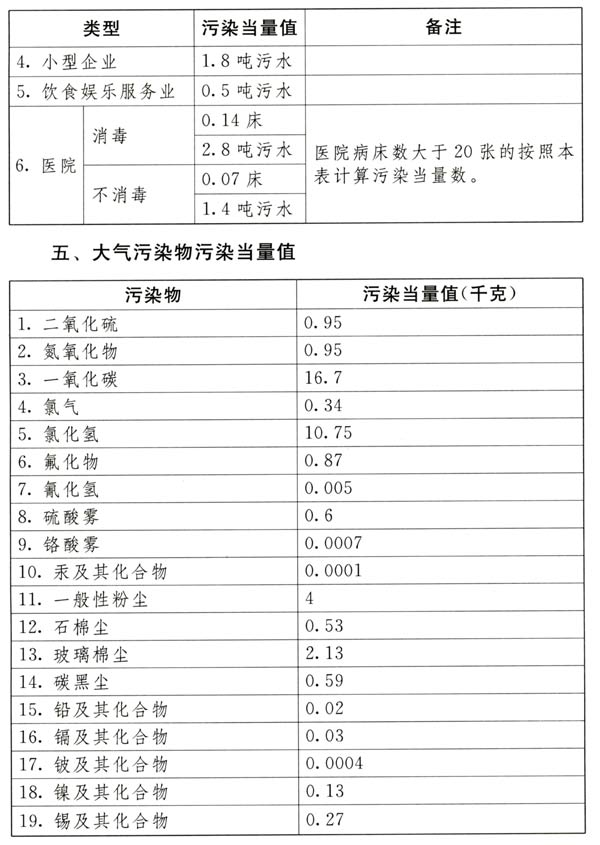 类型 污染当量值 备注
4. 小型企业 1.8 吨污水
5. 饮食娱乐服务业 0.5 吨污水
6. 医院 消毒 0.14 床
2.8 吨污水
不消毒 0.07 床
1.4 吨污水
医院病床数大于 20 张的按照本
表计算污染当量数。
五、大气污染物污染当量值
污染物 污染当量值(千克)
1. 二氧化硫 0.95
2. 氮氧化物 0.95
3. 一氧化碳 16.7
4. 氯气 0.34
5. 氯化氢 10.75
6. 氟化物 0.87
7. 氰化氢 0.005
8. 硫酸雾 0.6
9. 铬酸雾 0.0007
10. 汞及其化合物 0.0001
11. 一般性粉尘 4
12. 石棉尘 0.53
13. 玻璃棉尘 2.13
14. 碳黑尘 0.59
15. 铅及其化合物 0.02
16. 镉及其化合物 0.03
17. 铍及其化合物 0.0004
18. 镍及其化合物 0.13
19. 锡及其化合物 0.27